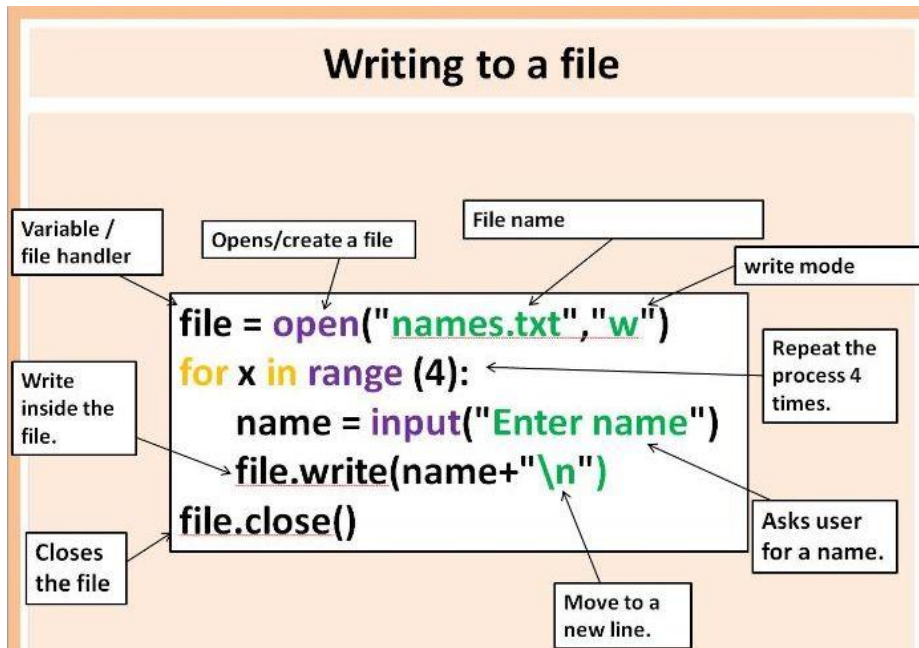 Writing to a file
Variable /
file handler
Opens/create a file
File name
write mode
file = open("names.txt","w")
for x in range (4):
name = input("Enter name")
file.write(name+"\n")
file.close()
Repeat the
process 4
times.
Write
inside the
file.
Closes
the file
Asks user
for a name.
Move to a
new line.